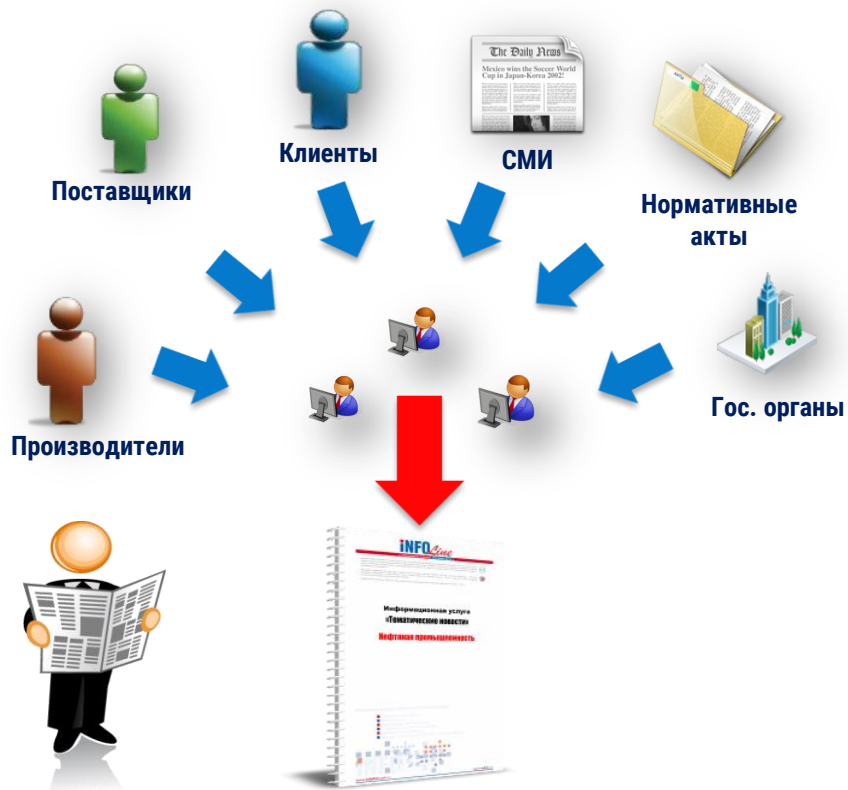 The Daily News
Mexico wins the Soccer World
Cup in Japan-Korea 2002!
Клиенты
СМИ
Поставщики
Нормативные
акты
Гос. органы
Производители
iNFOLine
Информационная услуга
«Тематические новости»
Нефтяная промышленность